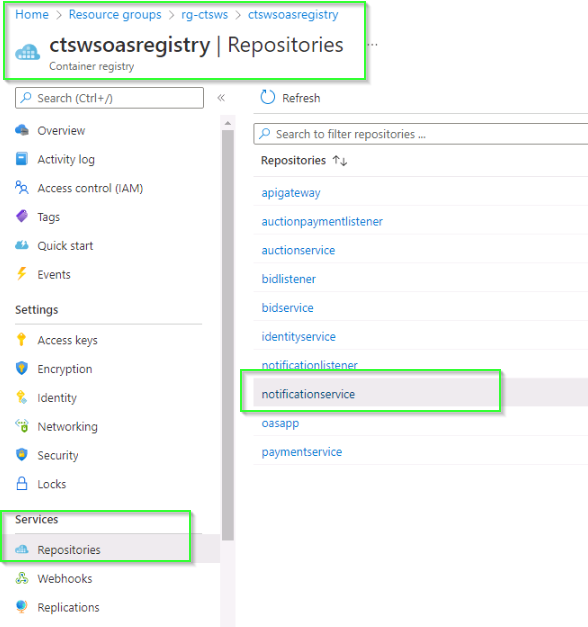 Home > Resource groups > rg-ctsws > ctswsoasregistry
ctswsoasregistry | Repositories ...
Container registry
Search (Ctrl+/)
«
Refresh
Overview
Activity log
Access control (IAM)
Tags
Quick start
Events
Settings
Access keys
Encryption
Identity
Networking
Security
Locks
Services
Repositories
Webhooks
Replications
Search to filter repositories ...
Repositories ↑↓
apigateway
auctionpaymentlistener
auctionservice
bidlistener
bidservice
identityservice
notificationlistener
notificationservice
oasapp
paymentservice